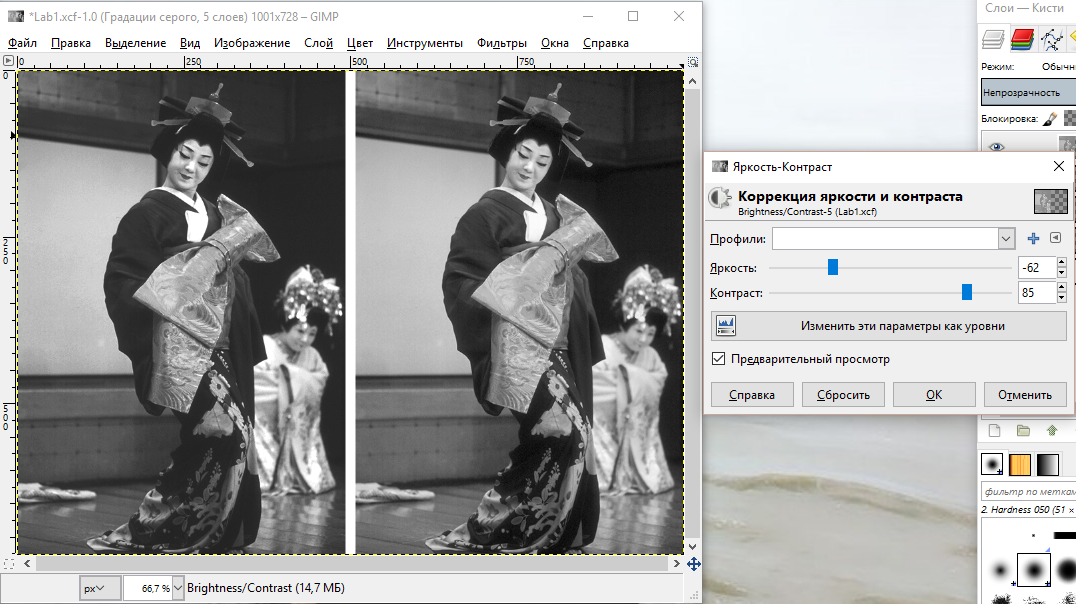 *Lab1.xcf-1.0 (Градации серого, 5 слоев) 1001x728 – GIMP
Файл Правка Выделение Вид Изображение Слой Цвет Инструменты Фильтры Окна Справка
0 250 500 750
0
250
500
px 66,7 % Brightness/Contrast (14,7 МБ)
Слои — Кисти
Режим: Обычн
Непрозрачность
Блокировка:
Яркость-Контраст
Коррекция яркости и контраста
Brightness/Contrast-5 (Lab1.xcf)
Профили:
Яркость: -62
Контраст: 85
Изменить эти параметры как уровни
Предварительный просмотр
Справка Сбросить ОК Отменить
фильтр по меткам
2. Hardness 050 (51 ×